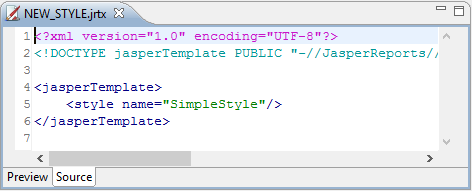 NEW_STYLE.jrtx
1 <?xml version="1.0" encoding="UTF-8"?>
2 <!DOCTYPE jasperTemplate PUBLIC "-//JasperReports//
3
4 <jasperTemplate>
5 <style name="SimpleStyle"/>
6 </jasperTemplate>
7
Preview Source